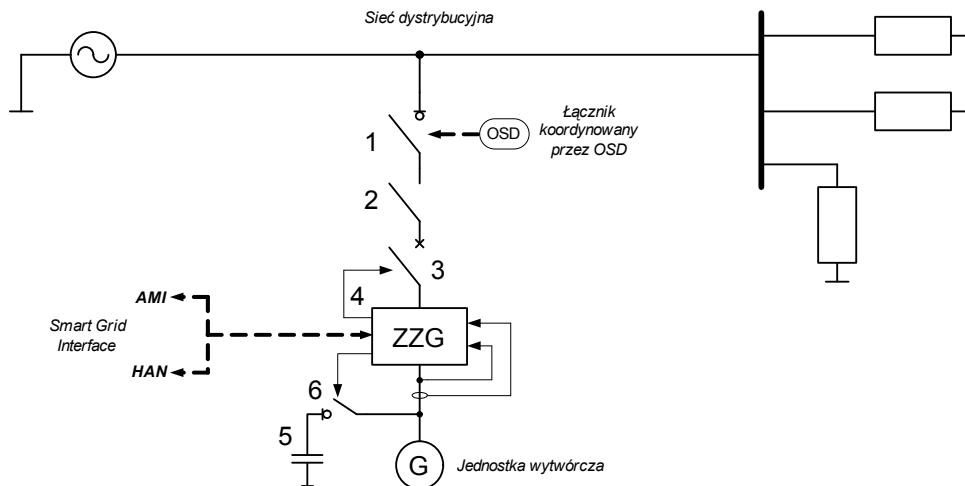 Sieć dystrybucyjna
1
OSD
Łącznik
koordynowany
przez OSD
2
3
4
AMI
Smart Grid
Interface
HAN
ZZG
6
5
G
Jednostka wytwórcza